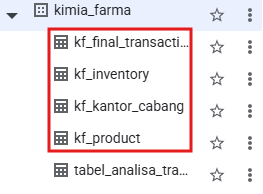 kimia_farma
kf_final_transacti...
kf_inventory
kf_kantor_cabang
kf_product
tabel_analisa_tra...